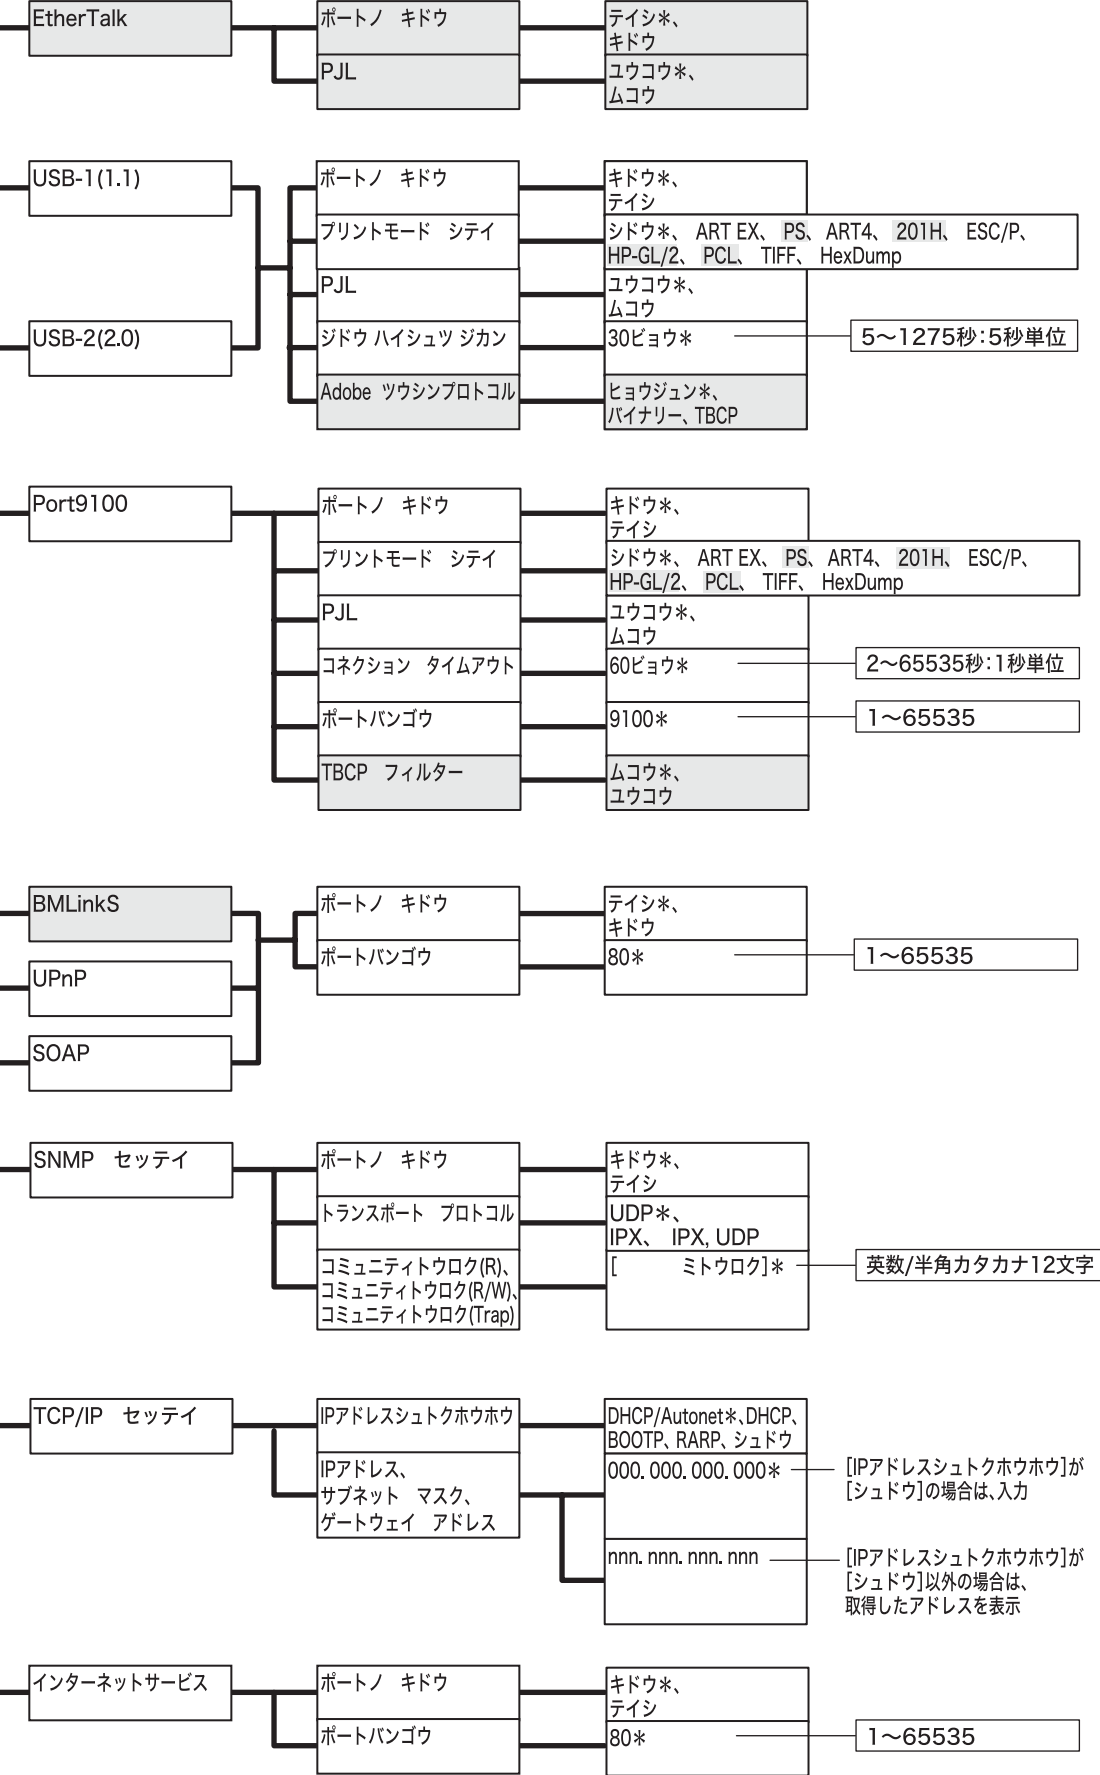 EtherTalk
ポートノ キドウ
テイシ＊、
キドウ
PJL
ユウコウ＊、
ムコウ
USB-1(1.1)
USB-2(2.0)
ポートノ キドウ
キドウ＊、
テイシ
プリントモード シテイ
シドウ＊、 ART EX、 PS、 ART4、 201H、 ESC/P、
HP-GL/2、 PCL、 TIFF、 HexDump
PJL
ユウコウ＊、
ムコウ
ジドウ ハイシュツ ジカン
30ビョウ＊
5～1275秒：5秒単位
Adobe ツウシンプロトコル
ヒョウジュン＊、
バイナリー、TBCP
Port9100
ポートノ キドウ
キドウ＊、
テイシ
プリントモード シテイ
シドウ＊、 ART EX、 PS、 ART4、 201H、 ESC/P、
HP-GL/2、 PCL、 TIFF、 HexDump
PJL
ユウコウ＊、
ムコウ
コネクション タイムアウト
60ビョウ＊
2～65535秒：1秒単位
ポートバンゴウ
9100＊
1～65535
TBCP フィルター
ムコウ＊、
ユウコウ
BMLinkS
UPnP
SOAP
ポートノ キドウ
テイシ＊、
キドウ
ポートバンゴウ
80＊
1～65535
SNMP セッテイ
ポートノ キドウ
キドウ＊、
テイシ
トランスポート プロトコル
UDP＊、
IPX、 IPX, UDP
コミュニティトウロク(R)、
コミュニティトウロク(R/W)、
コミュニティトウロク(Trap)
[ ミトウロク]＊
英数/半角カタカナ12文字
TCP/IP セッテイ
IPアドレスシュトクホウホウ
DHCP/Autonet＊、DHCP、
BOOTP、RARP、シュドウ
IPアドレス、
サブネット マスク、
ゲートウェイ アドレス
000. 000. 000. 000＊
[IPアドレスシュトクホウホウ]が
[シュドウ]の場合は、入力
nnn. nnn. nnn. nnn
[IPアドレスシュトクホウホウ]が
[シュドウ]以外の場合は、
取得したアドレスを表示
インターネットサービス
ポートノ キドウ
キドウ＊、
テイシ
ポートバンゴウ
80＊
1～65535